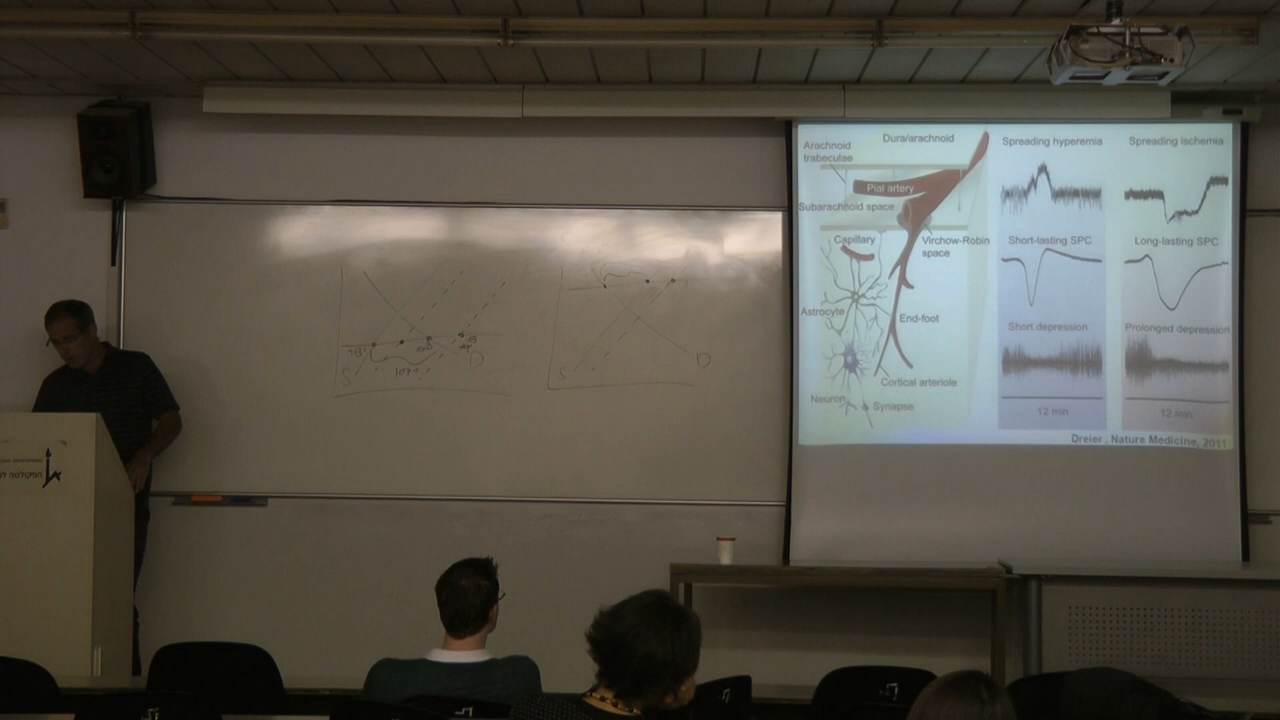 הפקולטה
S
D
S
D
Arachnoid
trabeculae
Dura/arachnoid
Pial artery
Subarachnoid space
Capillary
Virchow-Robin
space
Astrocyte
End-foot
Cortical arteriole
Neuron
Synapse
Spreading hyperemia
Spreading ischemia
Short-lasting SPC
Long-lasting SPC
Short depression
Prolonged depression
12 min
12 min
Dreier , Nature Medicine, 2011